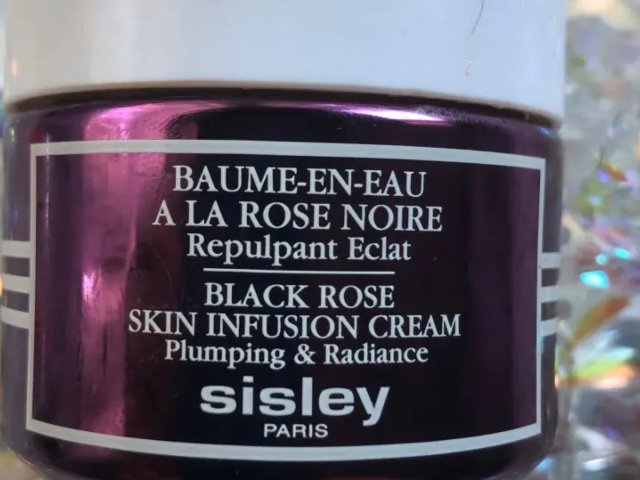 BAUME-EN-EAU
A LA ROSE NOIRE
Repulpant Eclat
BLACK ROSE
SKIN INFUSION CREAM
Plumping & Radiance
sisley
PARIS